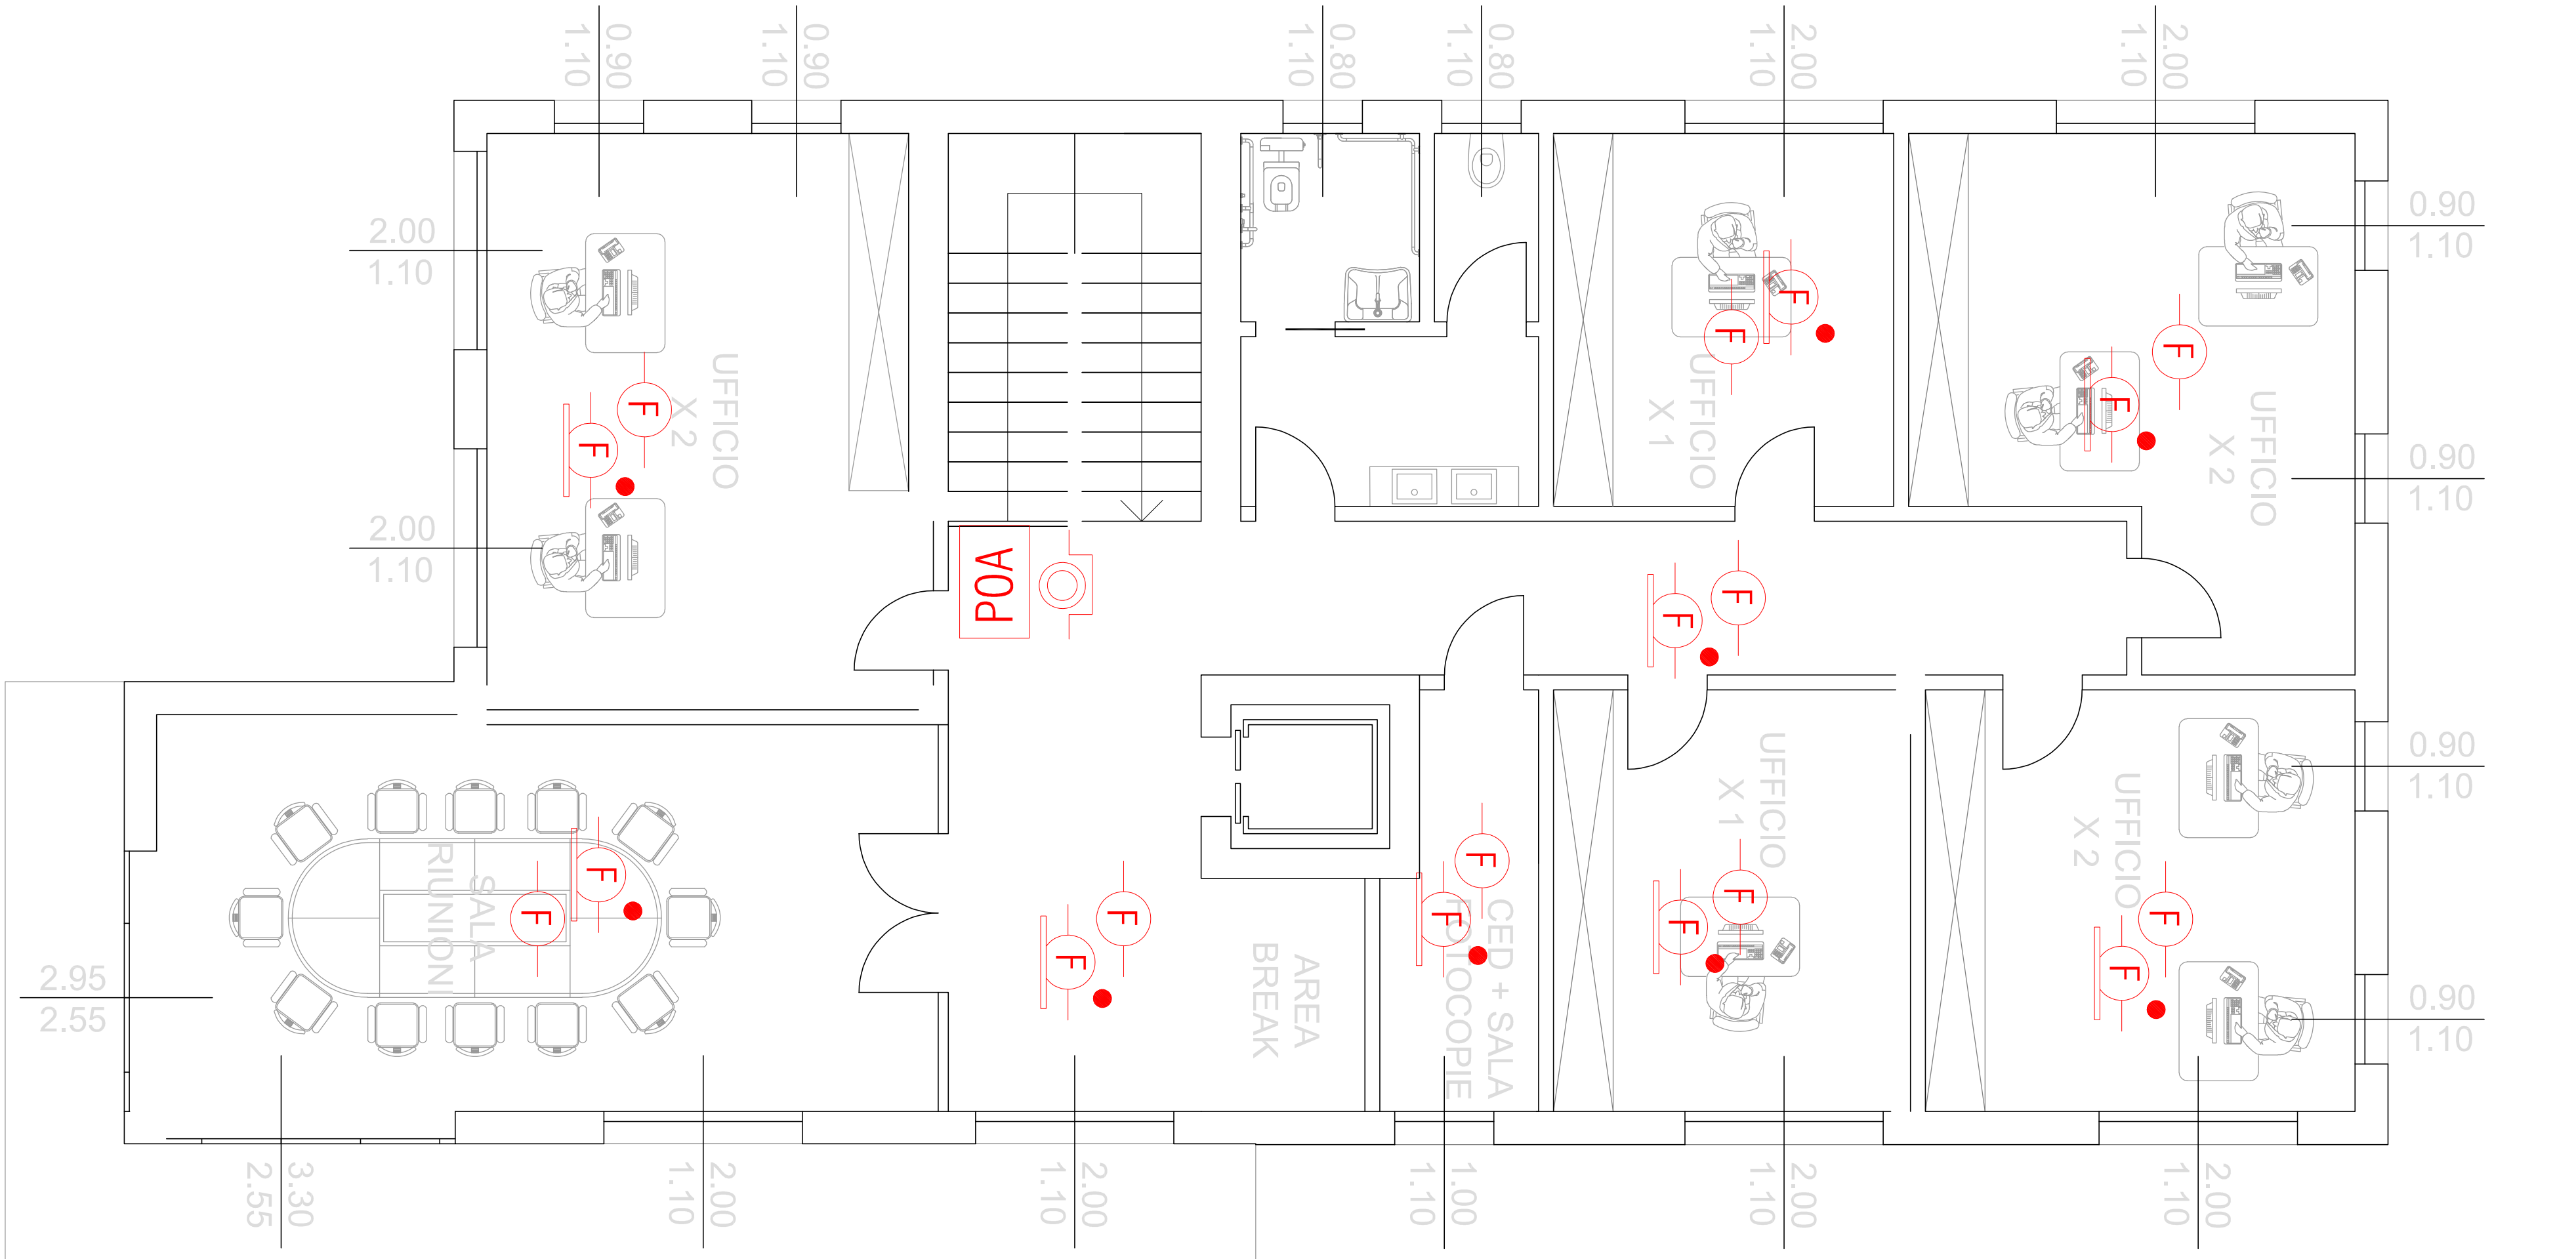 0.90
1.10
0.90
1.10
0.80
1.10
0.80
1.10
2.00
1.10
2.00
1.10
2.00
1.10
2.00
1.10
0.90
1.10
0.90
1.10
0.90
1.10
0.90
1.10
UFFICIO
X 2
F
F
UFFICIO
X 1
F
F
UFFICIO
X 2
F
F
POA
F
F
SALA
RIUNIONI
F
F
AREA
BREAK
F
F
CED + SALA
FOTOCOPIE
F
F
UFFICIO
X 1
F
F
UFFICIO
X 2
F
F
2.95
2.55
3.30
2.55
2.00
1.10
2.00
1.10
1.00
1.10
2.00
1.10
2.00
1.10